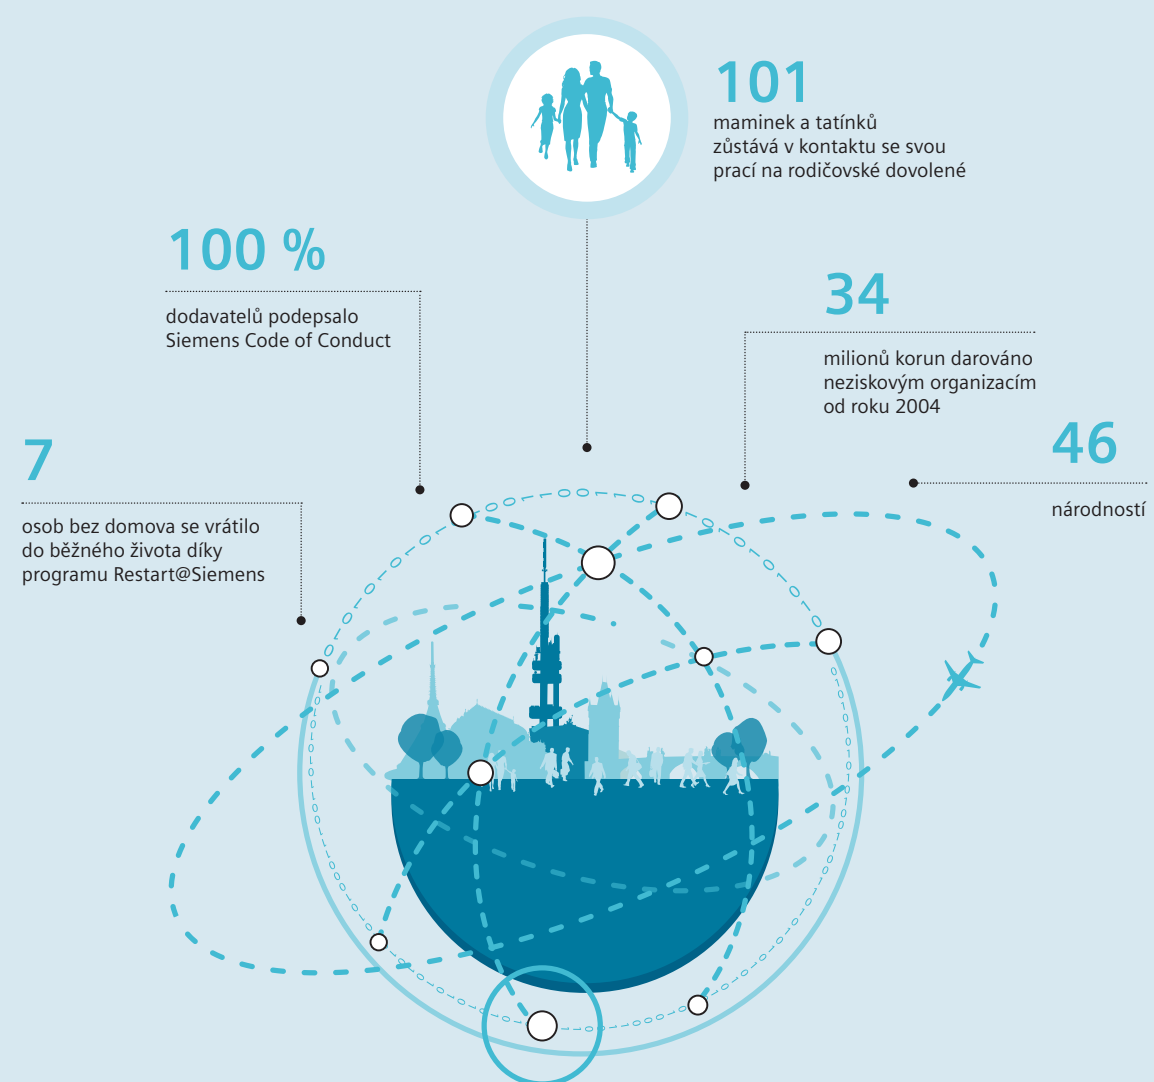 101
maminek a tatínků
zůstává v kontaktu se svou
prací na rodičovské dovolené
100 %
dodavatelů podepsalo
Siemens Code of Conduct
34
milionů korun darováno
neziskovým organizacím
od roku 2004
46
národností
7
osob bez domova se vrátilo
do běžného života díky
programu Restart@Siemens